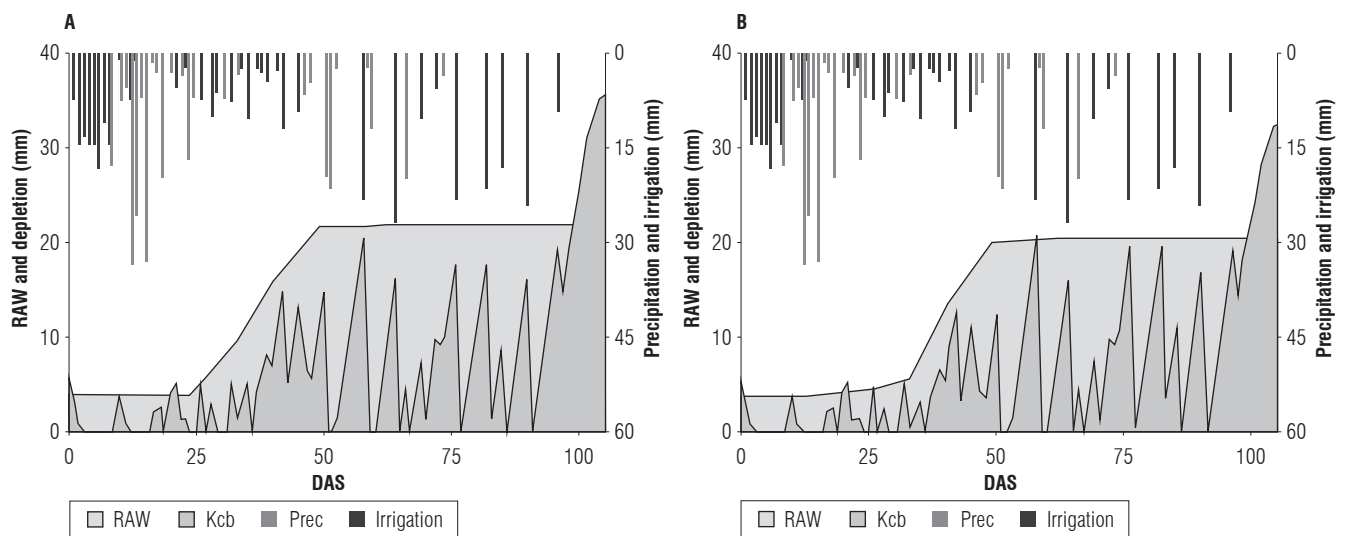 A
40
30
20
10
0
RAW and depletion (mm)
0
15
30
45
60
Precipitation and irrigation (mm)
0 25 50 75 100
DAS
RAW Kcb Prec Irrigation
B
40
30
20
10
0
RAW and depletion (mm)
0
15
30
45
60
Precipitation and irrigation (mm)
0 25 50 75 100
DAS
RAW Kcb Prec Irrigation